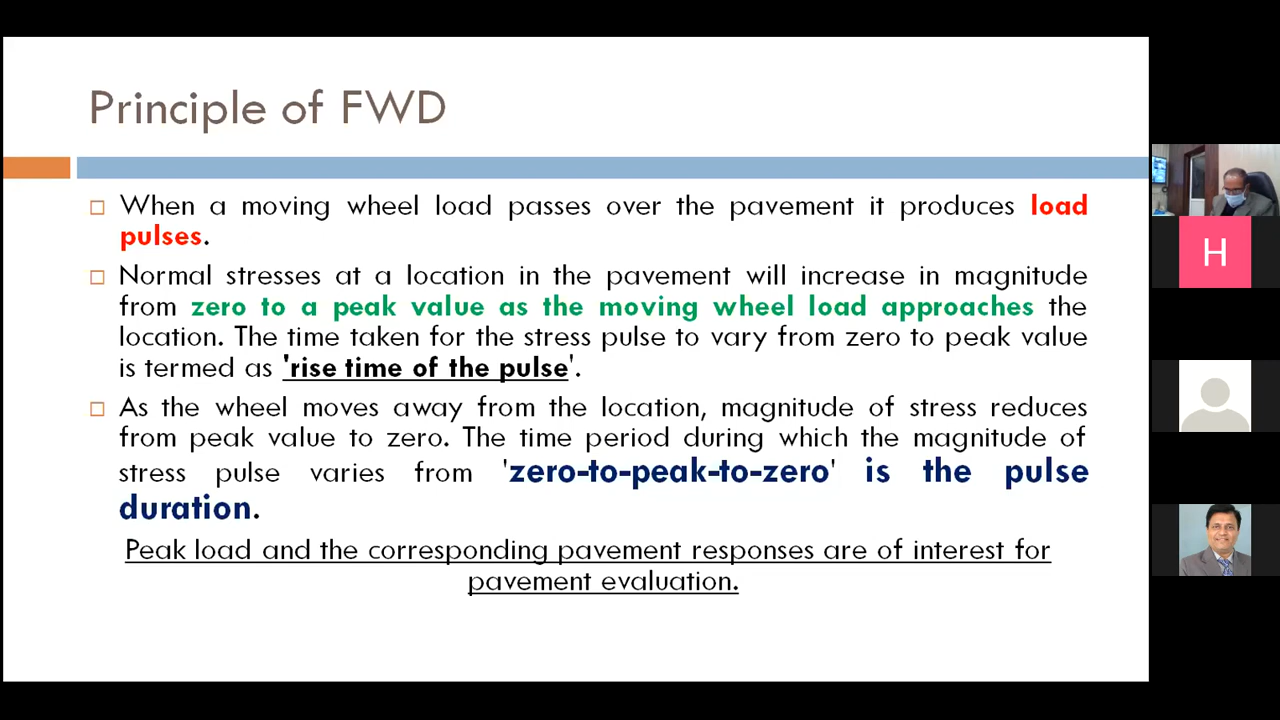 Principle of FWD
When a moving wheel load passes over the pavement it produces load
pulses.
Normal stresses at a location in the pavement will increase in magnitude
from zero to a peak value as the moving wheel load approaches the
location. The time taken for the stress pulse to vary from zero to peak value
is termed as 'rise time of the pulse'.
As the wheel moves away from the location, magnitude of stress reduces
from peak value to zero. The time period during which the magnitude of
stress pulse varies from 'zero-to-peak-to-zero' is the pulse
duration.
Peak load and the corresponding pavement responses are of interest for
pavement evaluation.
H